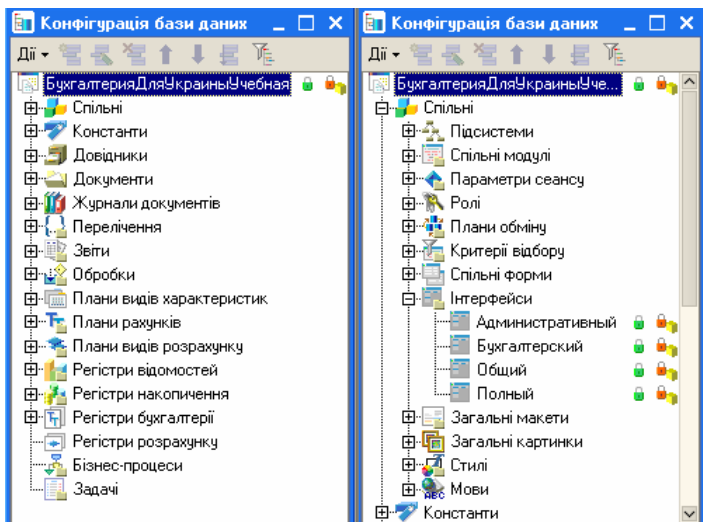 Конфігурація бази даних
Дії
БухгалтерияДляУкраиныУчебная
Спільні
Константи
Довідники
Документи
Журнали документів
Перелічення
Звіти
Обробки
Плани видів характеристик
Плани рахунків
Плани видів розрахунку
Регістри відомостей
Регістри накопичення
Регістри бухгалтерії
Регістри розрахунку
Бізнес-процеси
Задачі
Конфігурація бази даних
Дії
БухгалтерияДляУкраиныУче...
Спільні
Підсистеми
Спільні модулі
Параметри сеансу
Ролі
Плани обміну
Критерії відбору
Спільні форми
Інтерфейси
Административный
Бухгалтерский
Общий
Полный
Загальні макети
Загальні картинки
Стилі
Мови
Константи